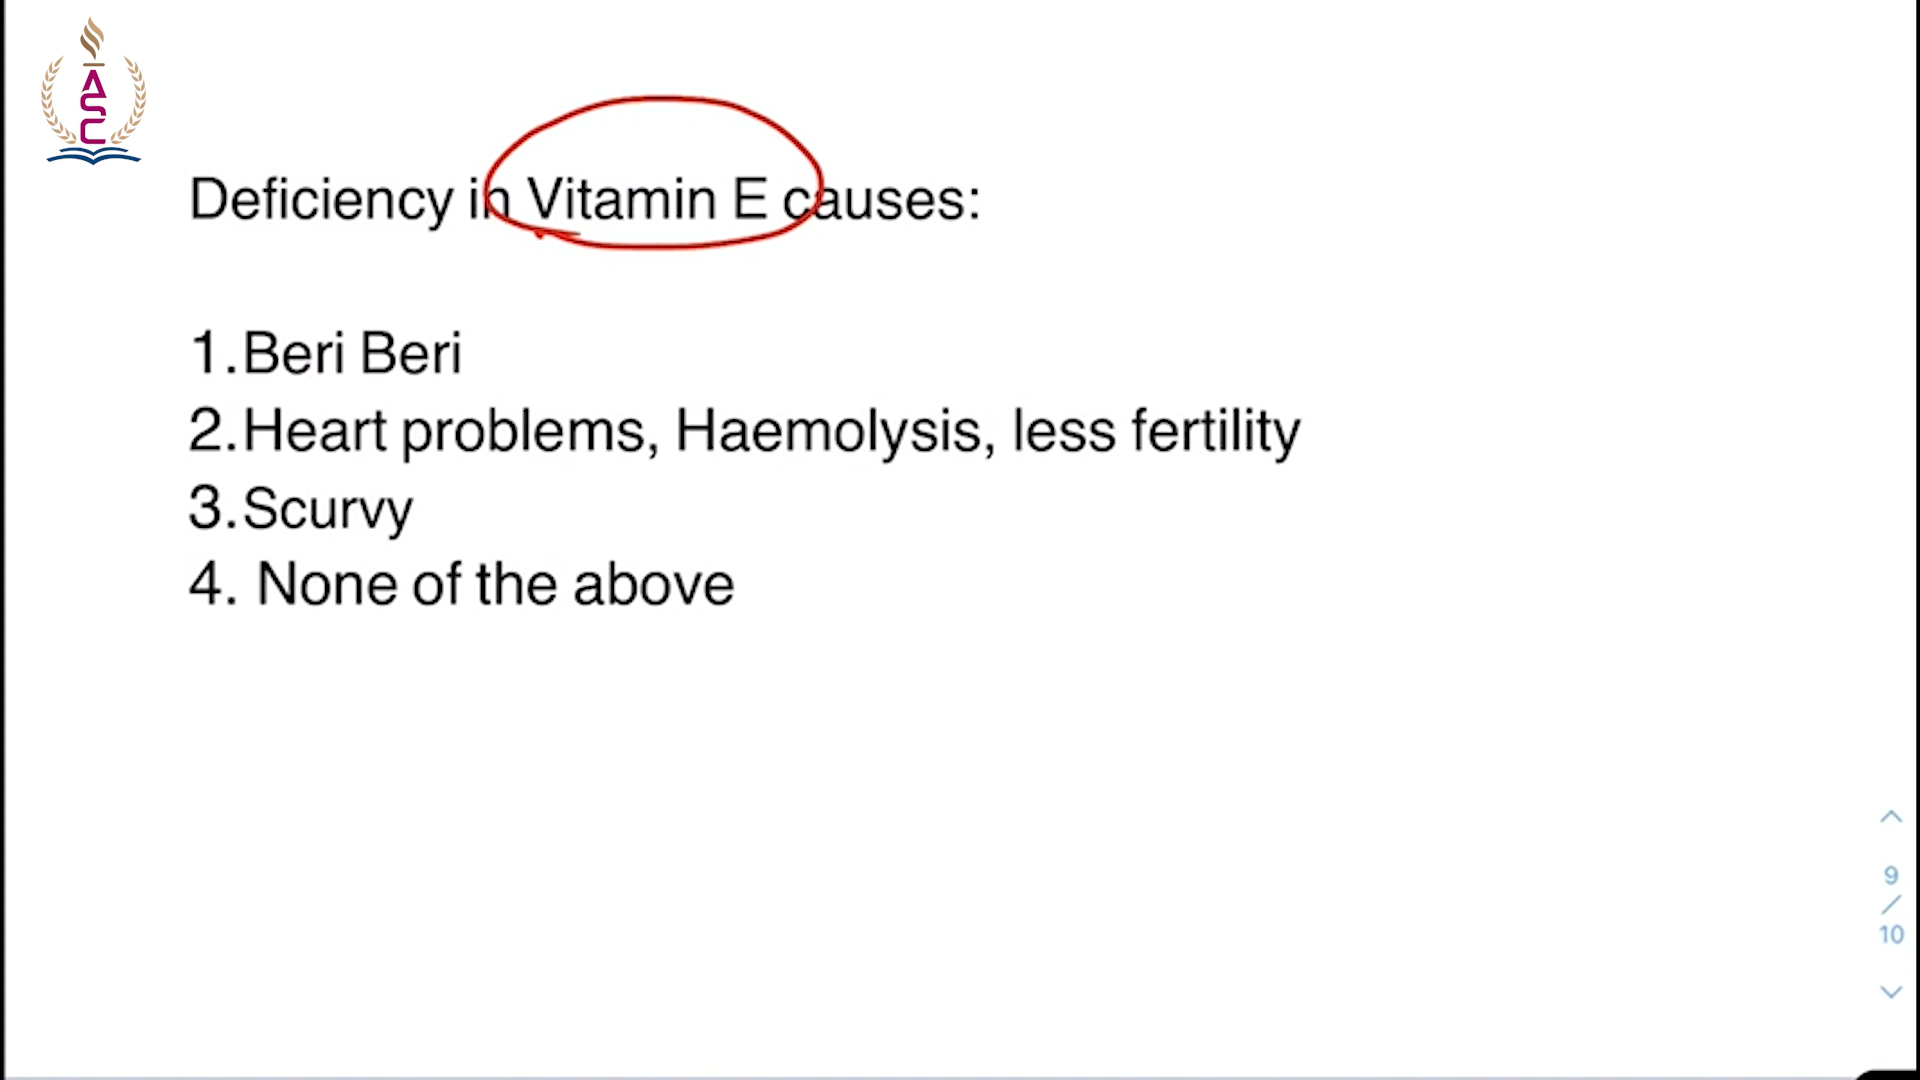 ASC
Deficiency in Vitamin E causes:
1.Beri Beri
2.Heart problems, Haemolysis, less fertility
3.Scurvy
4. None of the above
9
/
10